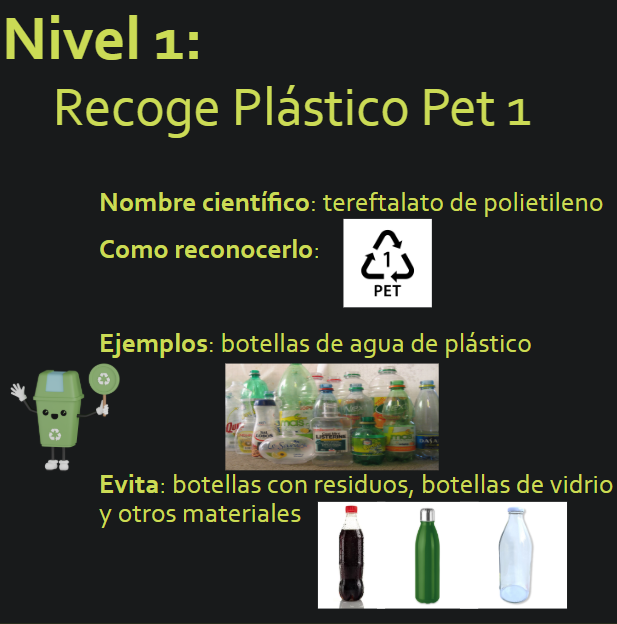 Nivel 1:
Recoge Plástico Pet 1
Nombre científico: tereftalato de polietileno
Como reconocerlo:
1
PET
Ejemplos: botellas de agua de plástico
LISTERINE
Evita: botellas con residuos, botellas de vidrio
y otros materiales